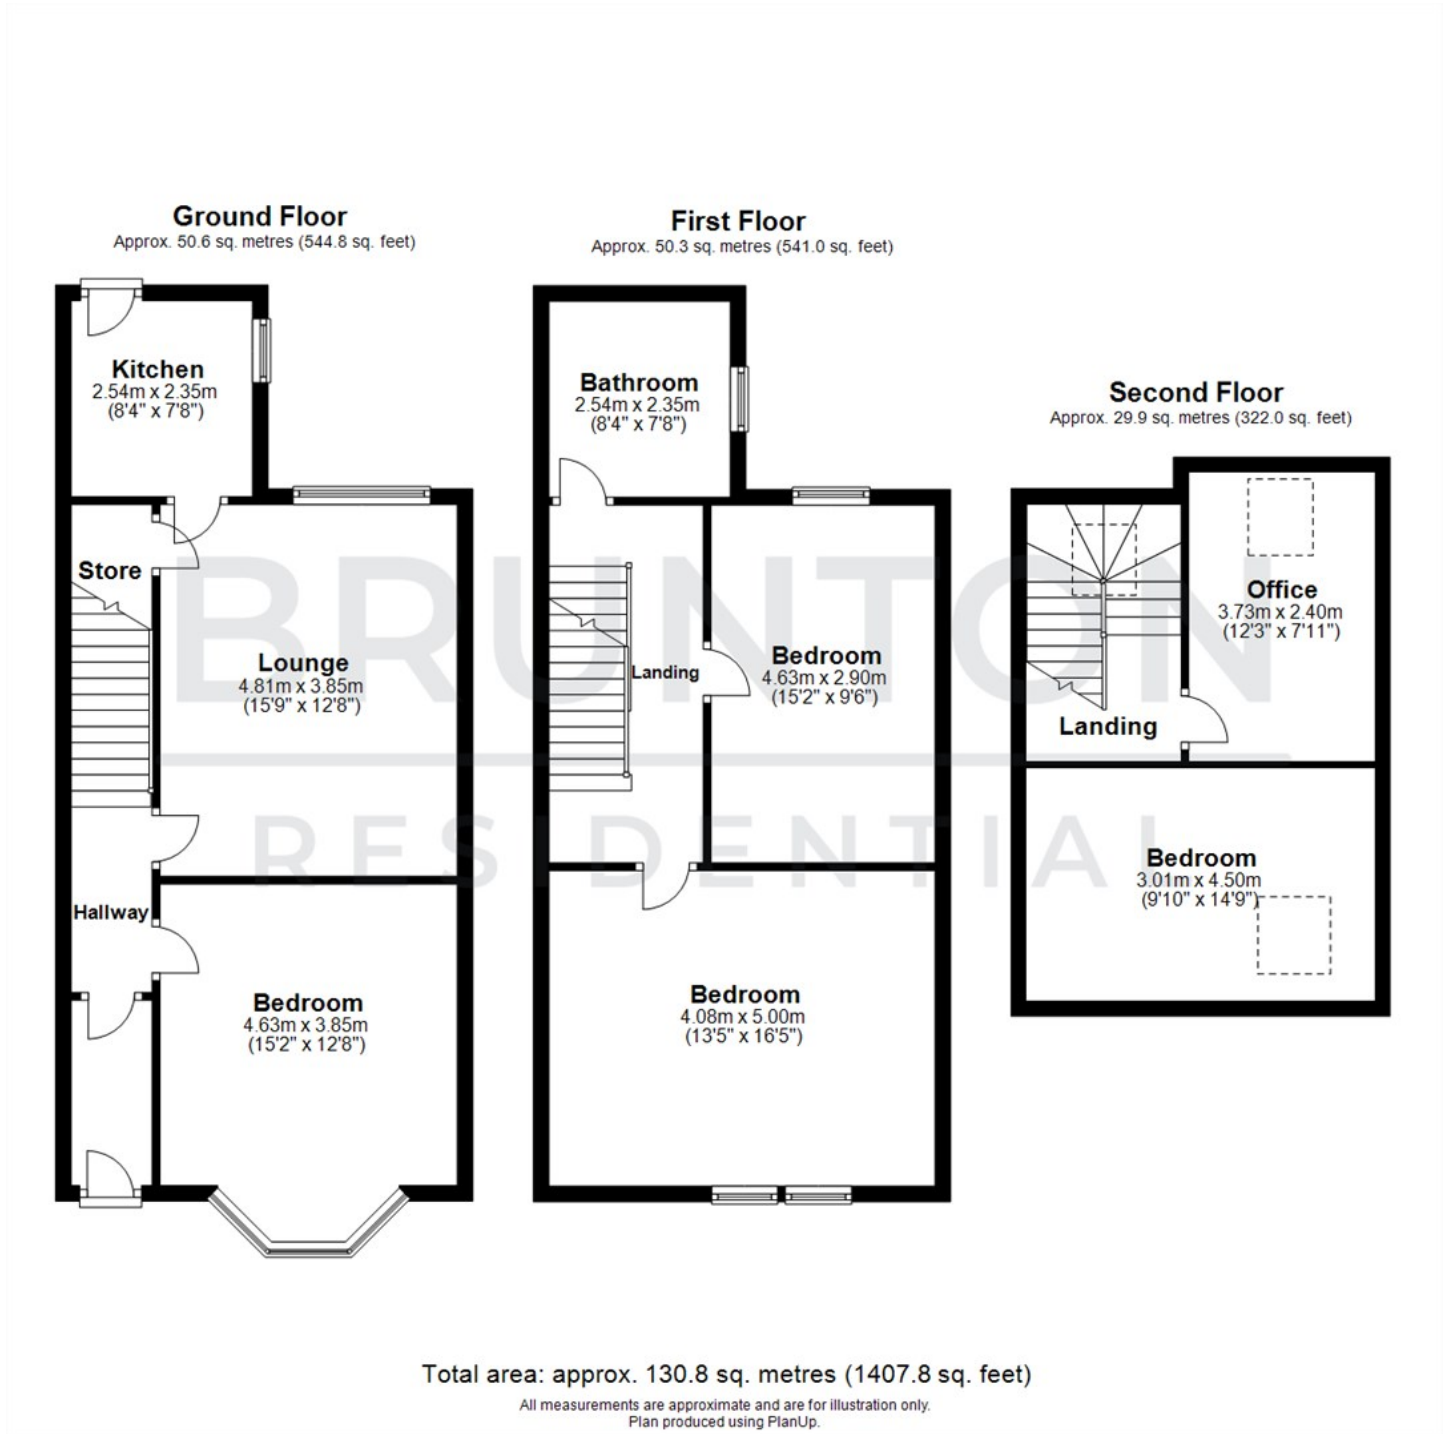 Ground Floor
Approx. 50.6 sq. metres (544.8 sq. feet)
Kitchen
2.54m x 2.35m
(8'4" x 7'8")
Store
Lounge
4.81m x 3.85m
(15'9" x 12'8")
Hallway
Bedroom
4.63m x 3.85m
(15'2" x 12'8")
First Floor
Approx. 50.3 sq. metres (541.0 sq. feet)
Bathroom
2.54m x 2.35m
(8'4" x 7'8")
Landing
Bedroom
4.63m x 2.90m
(15'2" x 9'6")
Bedroom
4.08m x 5.00m
(13'5" x 16'5")
Second Floor
Approx. 29.9 sq. metres (322.0 sq. feet)
Office
3.73m x 2.40m
(12'3" x 7'11")
Landing
Bedroom
3.01m x 4.50m
(9'10" x 14'9")
BRUNTON
RESIDENTIAL
Total area: approx. 130.8 sq. metres (1407.8 sq. feet)
All measurements are approximate and are for illustration only.
Plan produced using PlanUp.